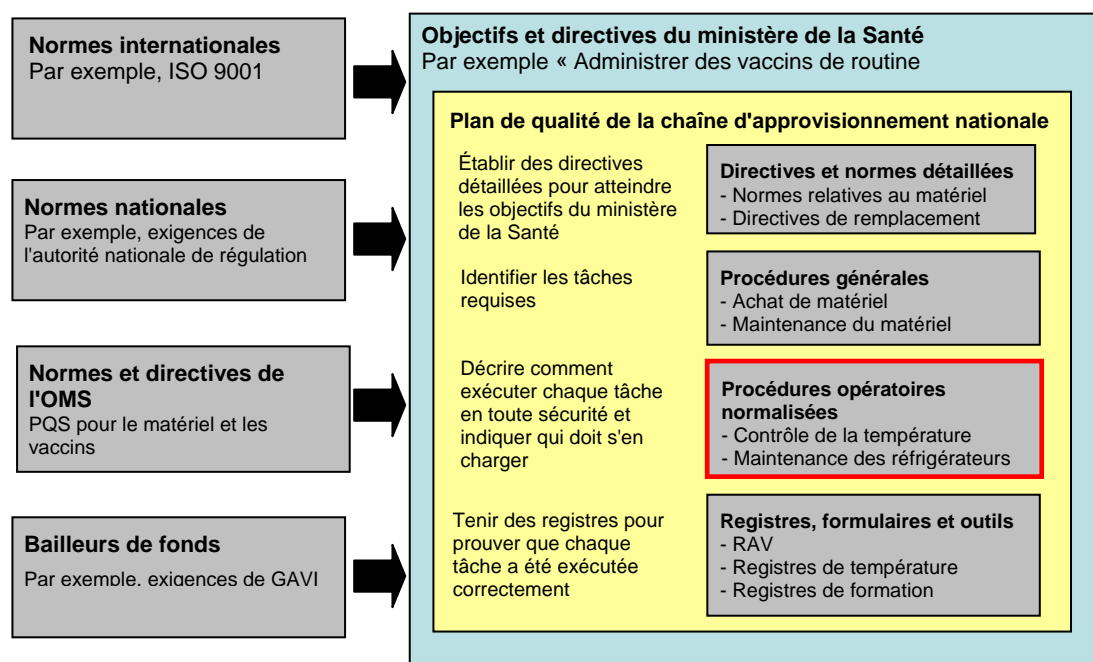 Normes internationales
Par exemple, ISO 9001
Normes nationales
Par exemple, exigences de
l'autorité nationale de régulation
Normes et directives de
l'OMS
PQS pour le matériel et les
vaccins
Bailleurs de fonds
Par exemple, exigences de GAVI
Objectifs et directives du ministère de la Santé
Par exemple « Administrer des vaccins de routine
Plan de qualité de la chaîne d'approvisionnement nationale
Établir des directives
détaillées pour atteindre
les objectifs du ministère
de la Santé
Directives et normes détaillées
- Normes relatives au matériel
- Directives de remplacement
Identifier les tâches
requises
Procédures générales
- Achat de matériel
- Maintenance du matériel
Décrire comment
exécuter chaque tâche
en toute sécurité et
indiquer qui doit s'en
charger
Procédures opératoires
normalisées
- Contrôle de la température
- Maintenance des réfrigérateurs
Tenir des registres pour
prouver que chaque
tâche a été exécutée
correctement
Registres, formulaires et outils
- RAV
- Registres de température
- Registres de formation